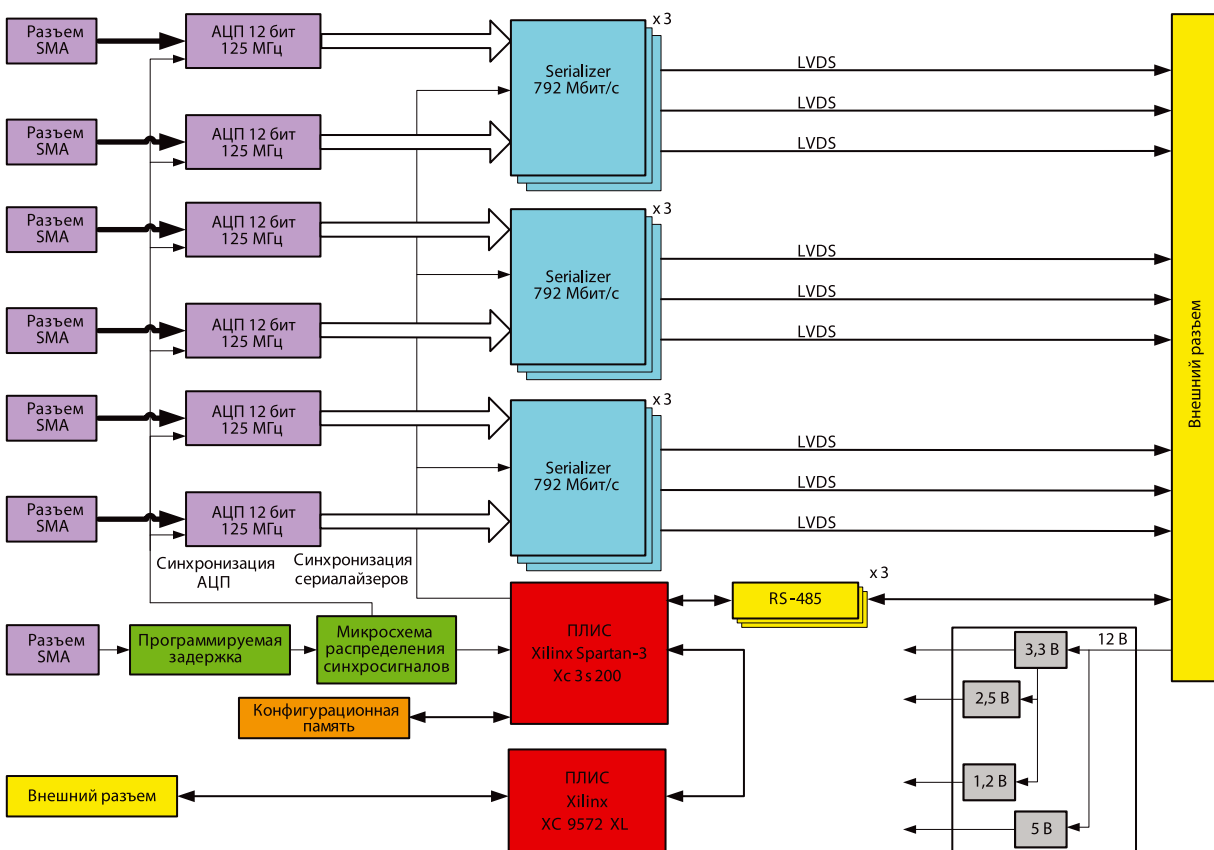 Разъем
SMA
АЦП 12 бит
125 МГц
x 3
Serializer
792 Мбит/с
LVDS
LVDS
LVDS
Разъем
SMA
АЦП 12 бит
125 МГц
Разъем
SMA
АЦП 12 бит
125 МГц
x 3
Serializer
792 Мбит/с
LVDS
LVDS
LVDS
Разъем
SMA
АЦП 12 бит
125 МГц
Внешний разъем
Разъем
SMA
АЦП 12 бит
125 МГц
x 3
Serializer
792 Мбит/с
LVDS
LVDS
LVDS
Разъем
SMA
АЦП 12 бит
125 МГц
Синхронизация
АЦП
Синхронизация
сериалайзеров
Разъем
SMA
Программируемая
задержка
Микросхема
распределения
синхросигналов
ПЛИС
Xilinx Spartan-3
Xc 3s 200
RS-485
x 3
Конфигурационная
память
12 В
3,3 В
2,5 В
1,2 В
5 В
Внешний разъем
ПЛИС
Xilinx
XC 9572 XL